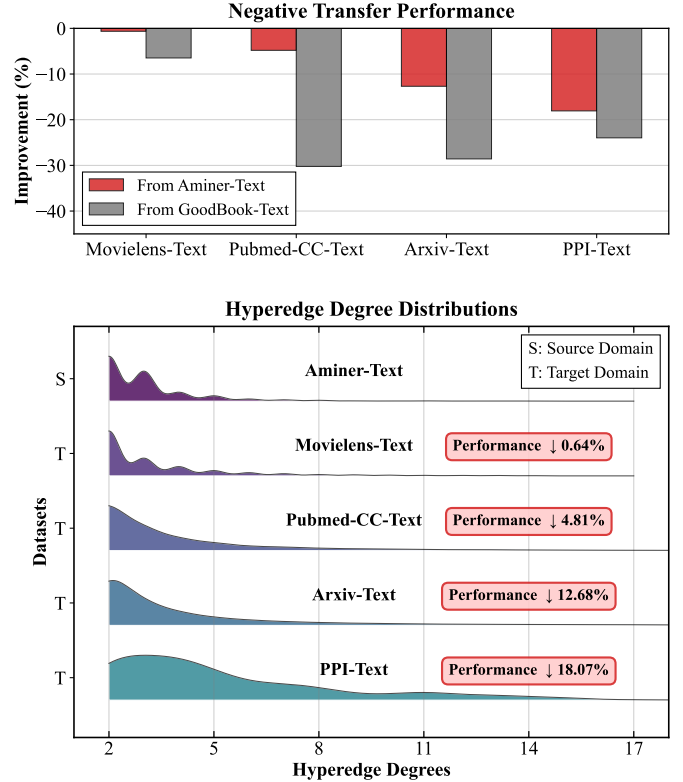 Negative Transfer Performance
Improvement (%)
0
−10
−20
−30
−40
From Aminer-Text
From GoodBook-Text
Movielens-Text
Pubmed-CC-Text
Arxiv-Text
PPI-Text
Hyperedge Degree Distributions
S: Source Domain
T: Target Domain
Datasets
S
Aminer-Text
T
Movielens-Text
Performance ↓ 0.64%
T
Pubmed-CC-Text
Performance ↓ 4.81%
T
Arxiv-Text
Performance ↓ 12.68%
T
PPI-Text
Performance ↓ 18.07%
2
5
8
11
14
17
Hyperedge Degrees